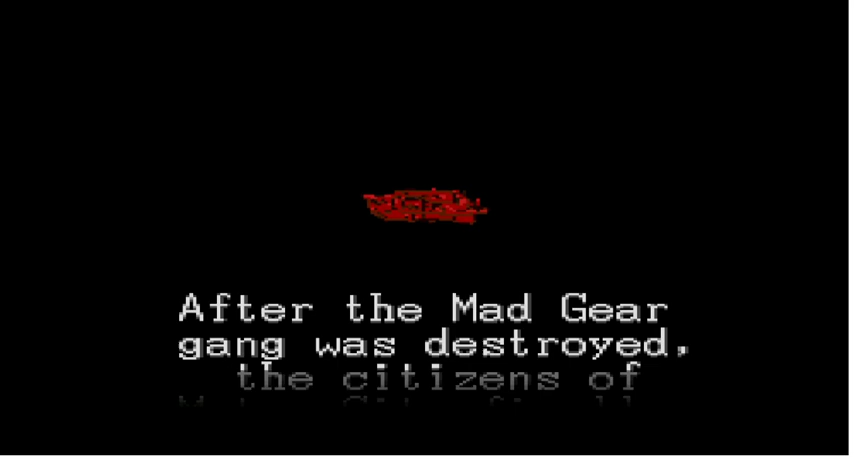 After the Mad Gear
gang was destroyed,
the citizens of